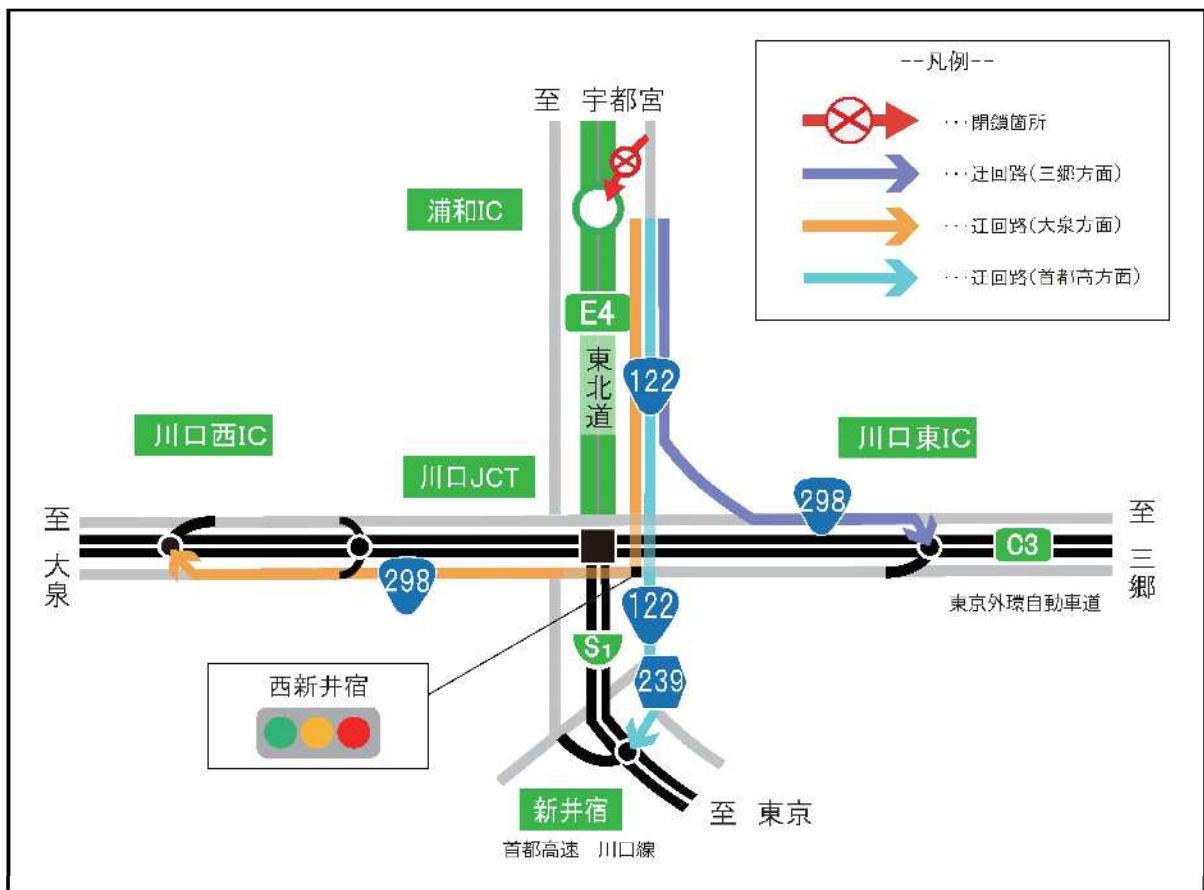 --凡例--
･･･閉鎖箇所
･･･迂回路(三郷方面)
･･･迂回路(大泉方面)
･･･迂回路(首都高方面)
至 宇都宮
浦和IC
E4
東北道
122
川口西IC
川口JCT
川口東IC
298
至 大泉
至 三郷
C3
298
東京外環自動車道
122
S1
239
西新井宿
新井宿
至 東京
首都高速 川口線